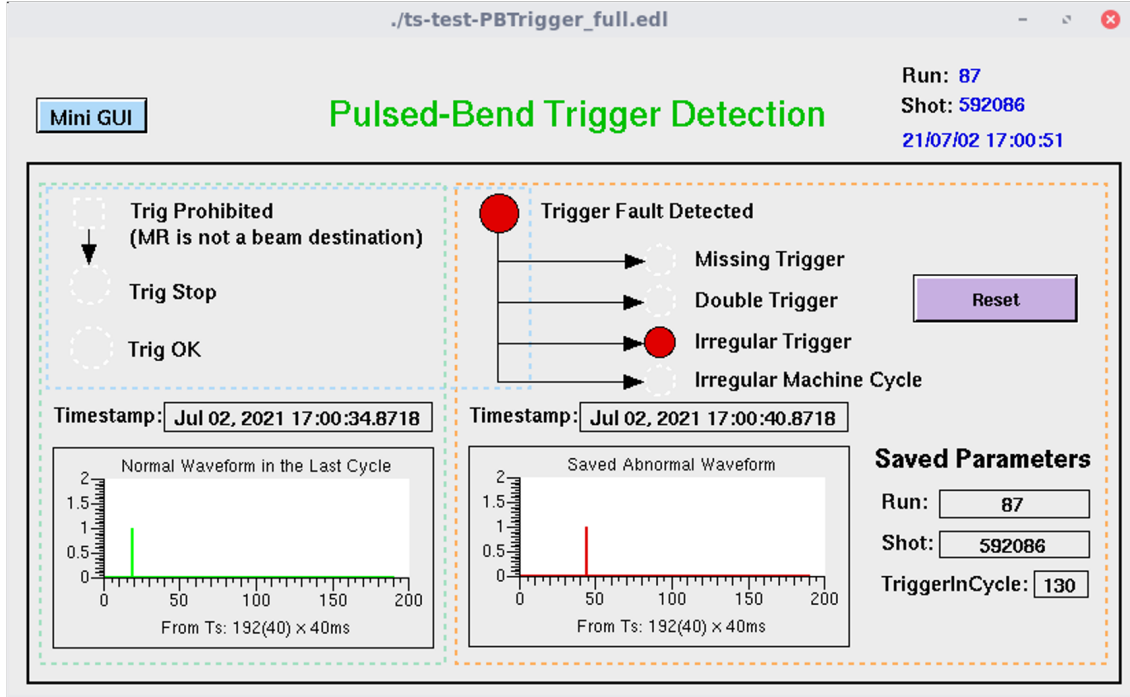 ./ts-test-PBTrigger_full.edl
Mini GUI
Pulsed-Bend Trigger Detection
Run: 87
Shot: 592086
21/07/02 17:00:51
Trig Prohibited
(MR is not a beam destination)
Trig Stop
Trig OK
Trigger Fault Detected
Missing Trigger
Double Trigger
Irregular Trigger
Irregular Machine Cycle
Reset
Timestamp: Jul 02, 2021 17:00:34.8718
Normal Waveform in the Last Cycle
2
1.5
1
0.5
0
0 50 100 150 200
From Ts: 192(40) × 40ms
Timestamp: Jul 02, 2021 17:00:40.8718
Saved Abnormal Waveform
2
1.5
1
0.5
0
0 50 100 150 200
From Ts: 192(40) × 40ms
Saved Parameters
Run: 87
Shot: 592086
TriggerInCycle: 130